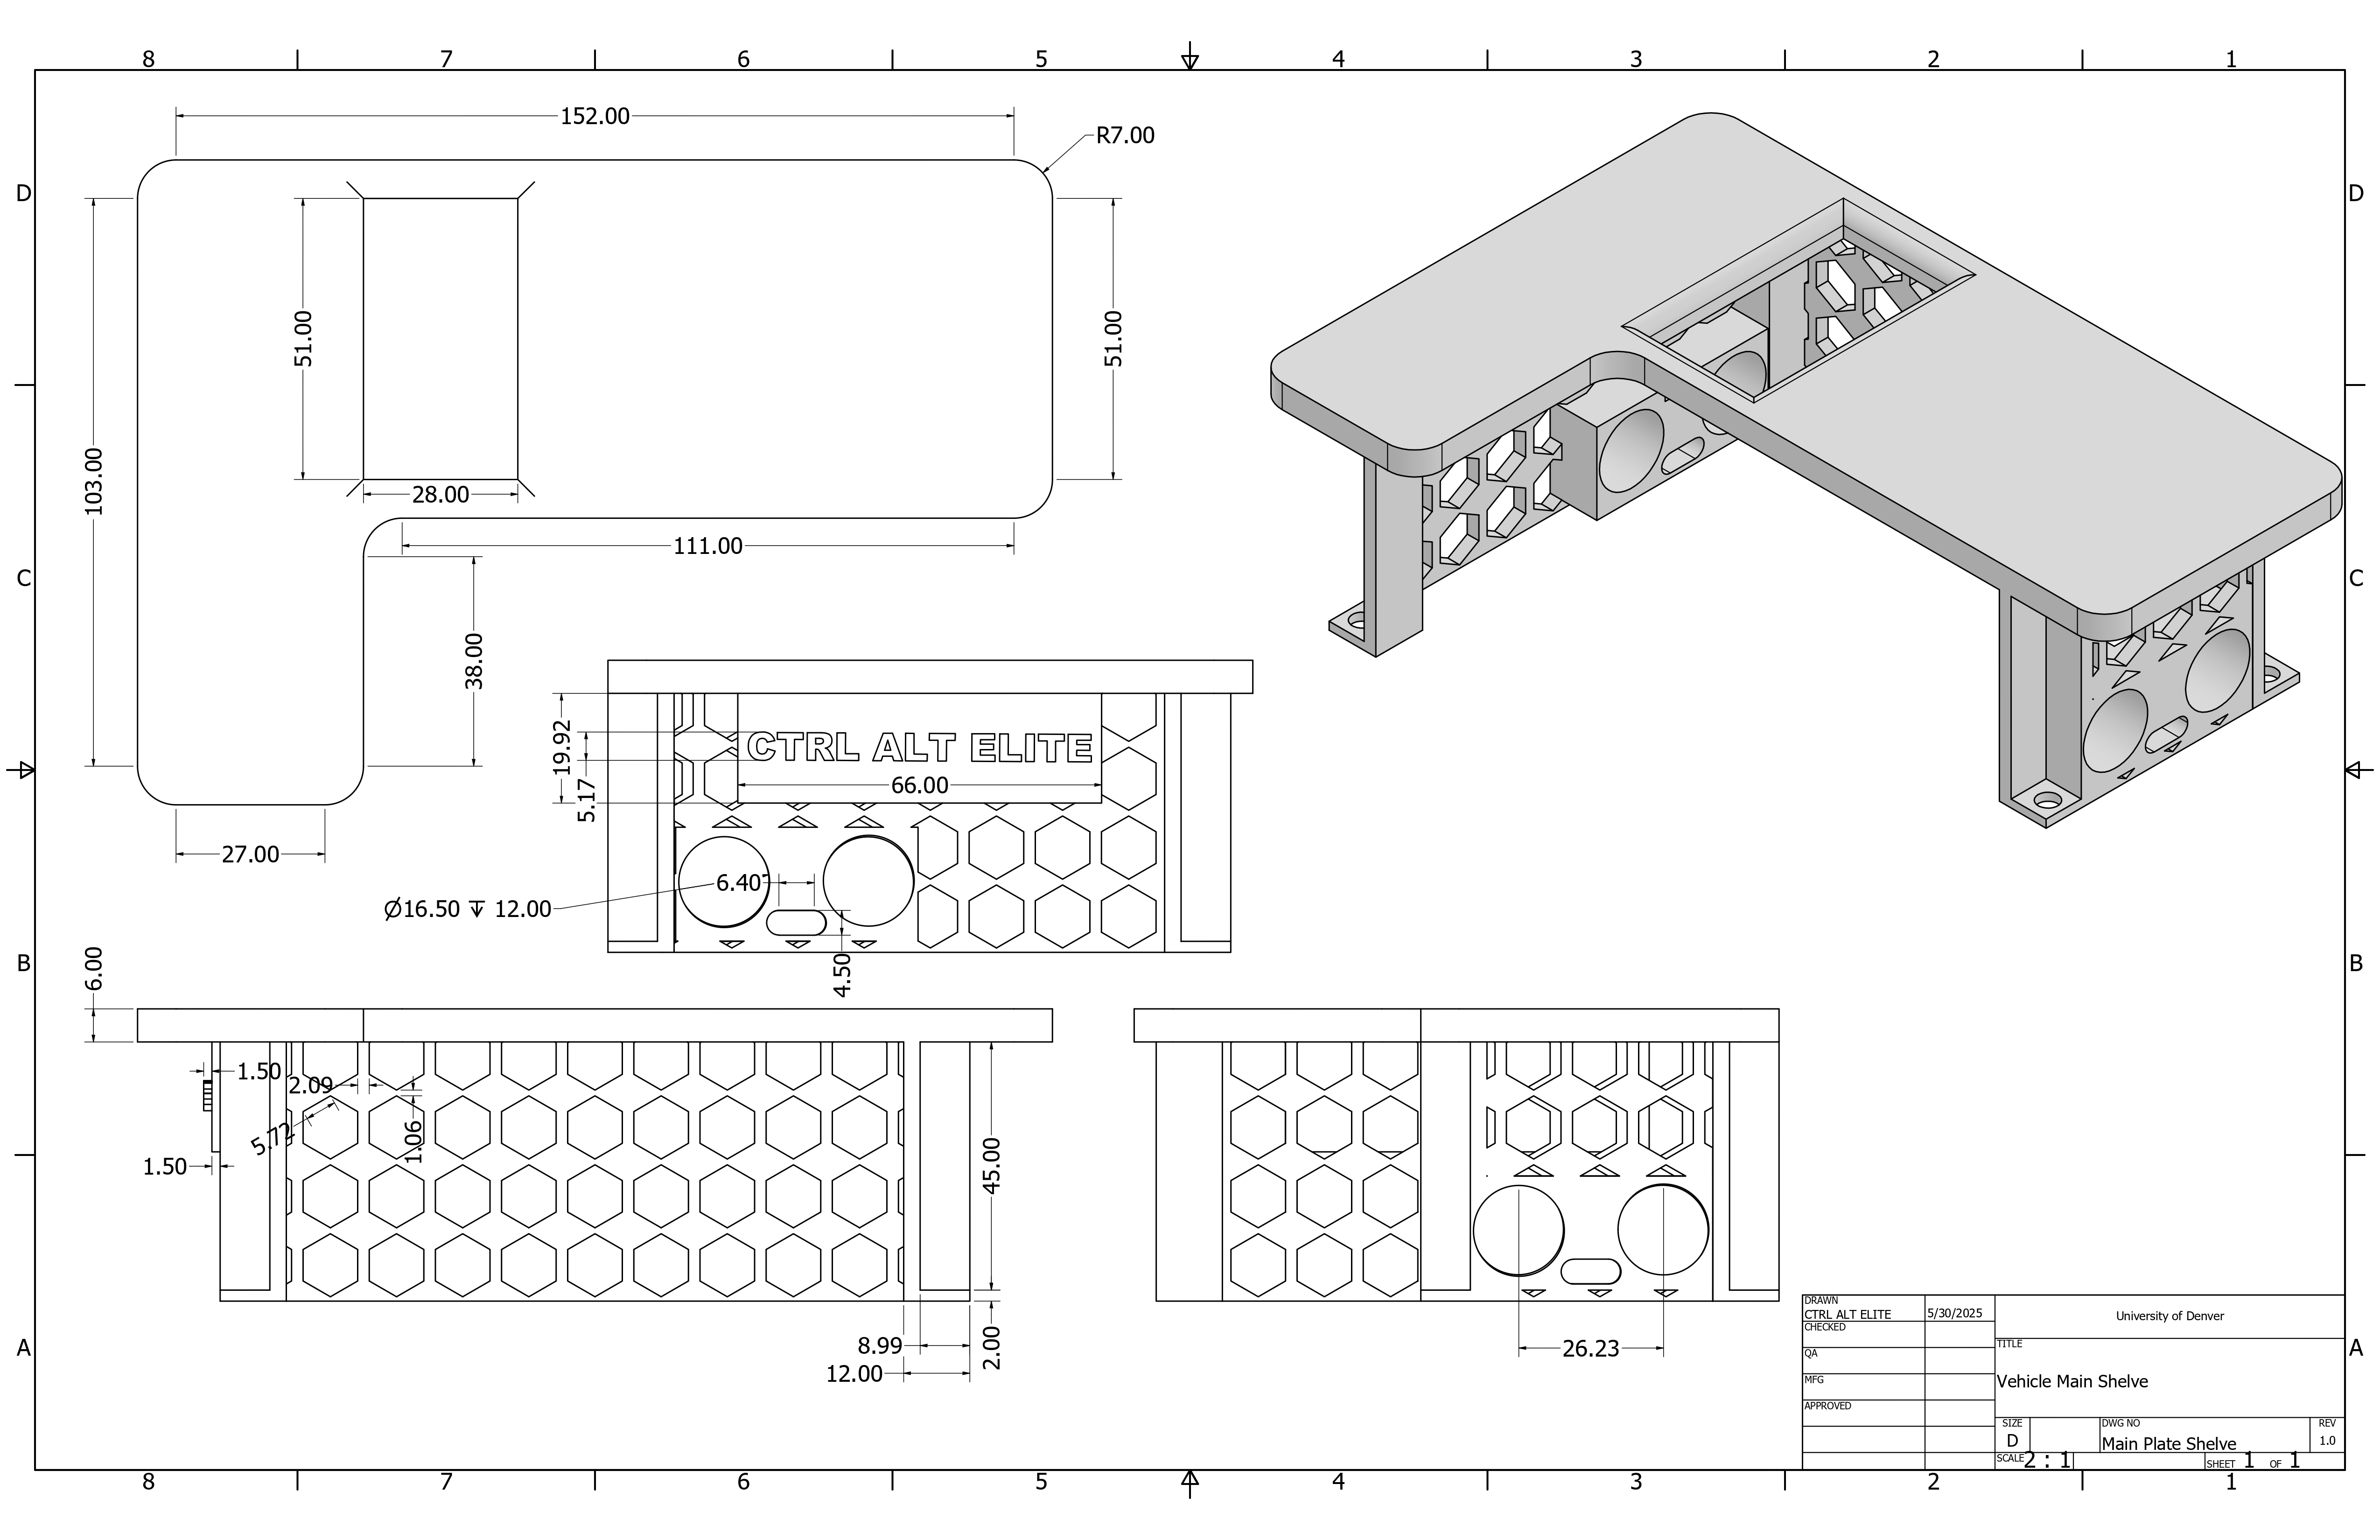 8 7 6 5 4 3 2 1
D D
C C
B B
A A
152.00
R7.00
51.00
51.00
103.00
28.00
111.00
38.00
27.00
19.92
5.17
CTRL ALT ELITE
66.00
6.40
⌀16.50 ↧ 12.00
4.50
6.00
1.50
2.09
5.72
1.06
1.50
45.00
8.99
12.00
2.00
26.23
DRAWN
CTRL ALT ELITE 5/30/2025
CHECKED
QA
MFG
APPROVED
University of Denver
TITLE
Vehicle Main Shelve
SIZE
D
DWG NO
Main Plate Shelve
REV
1.0
SCALE 2 : 1
SHEET 1 OF 1
8 7 6 5 4 3 2 1